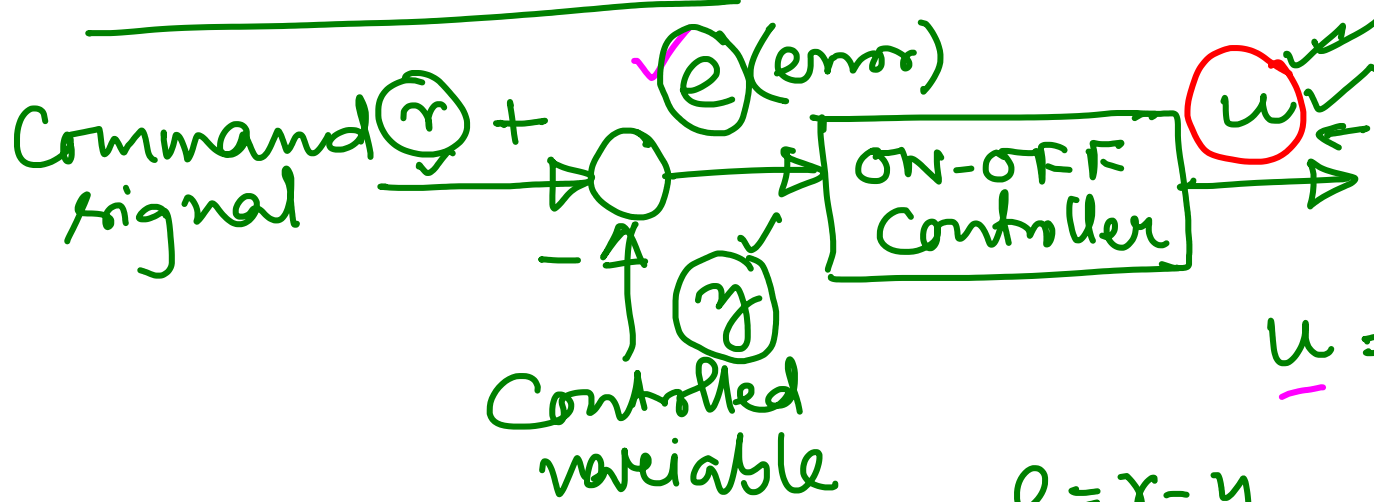 e (error)
Command r +
signal
ON-OFF
Controller
u
-
y
u =
Controlled
variable
e = r - y